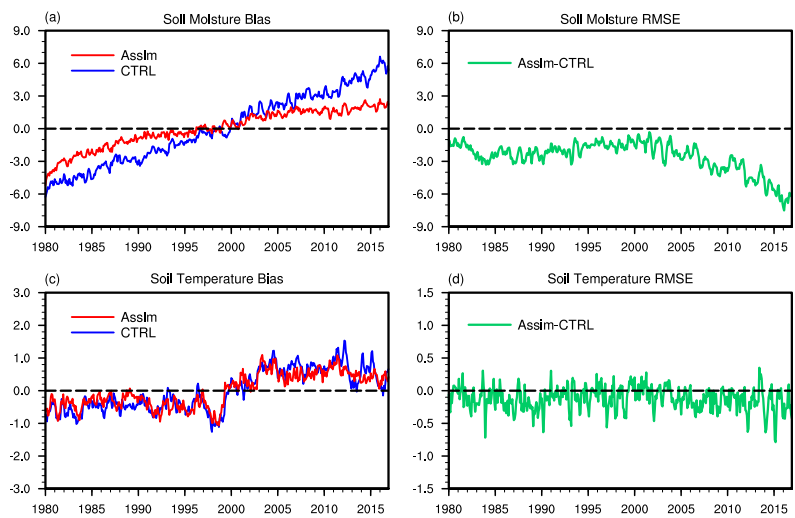 (a) Soil Moisture Bias
9.0
6.0
3.0
0.0
-3.0
-6.0
-9.0
Assim
CTRL
1980 1985 1990 1995 2000 2005 2010 2015
(b) Soil Moisture RMSE
9.0
6.0
3.0
0.0
-3.0
-6.0
-9.0
Assim-CTRL
1980 1985 1990 1995 2000 2005 2010 2015
(c) Soil Temperature Bias
3.0
2.0
1.0
0.0
-1.0
-2.0
-3.0
Assim
CTRL
1980 1985 1990 1995 2000 2005 2010 2015
(d) Soil Temperature RMSE
1.5
1.0
0.5
0.0
-0.5
-1.0
-1.5
Assim-CTRL
1980 1985 1990 1995 2000 2005 2010 2015